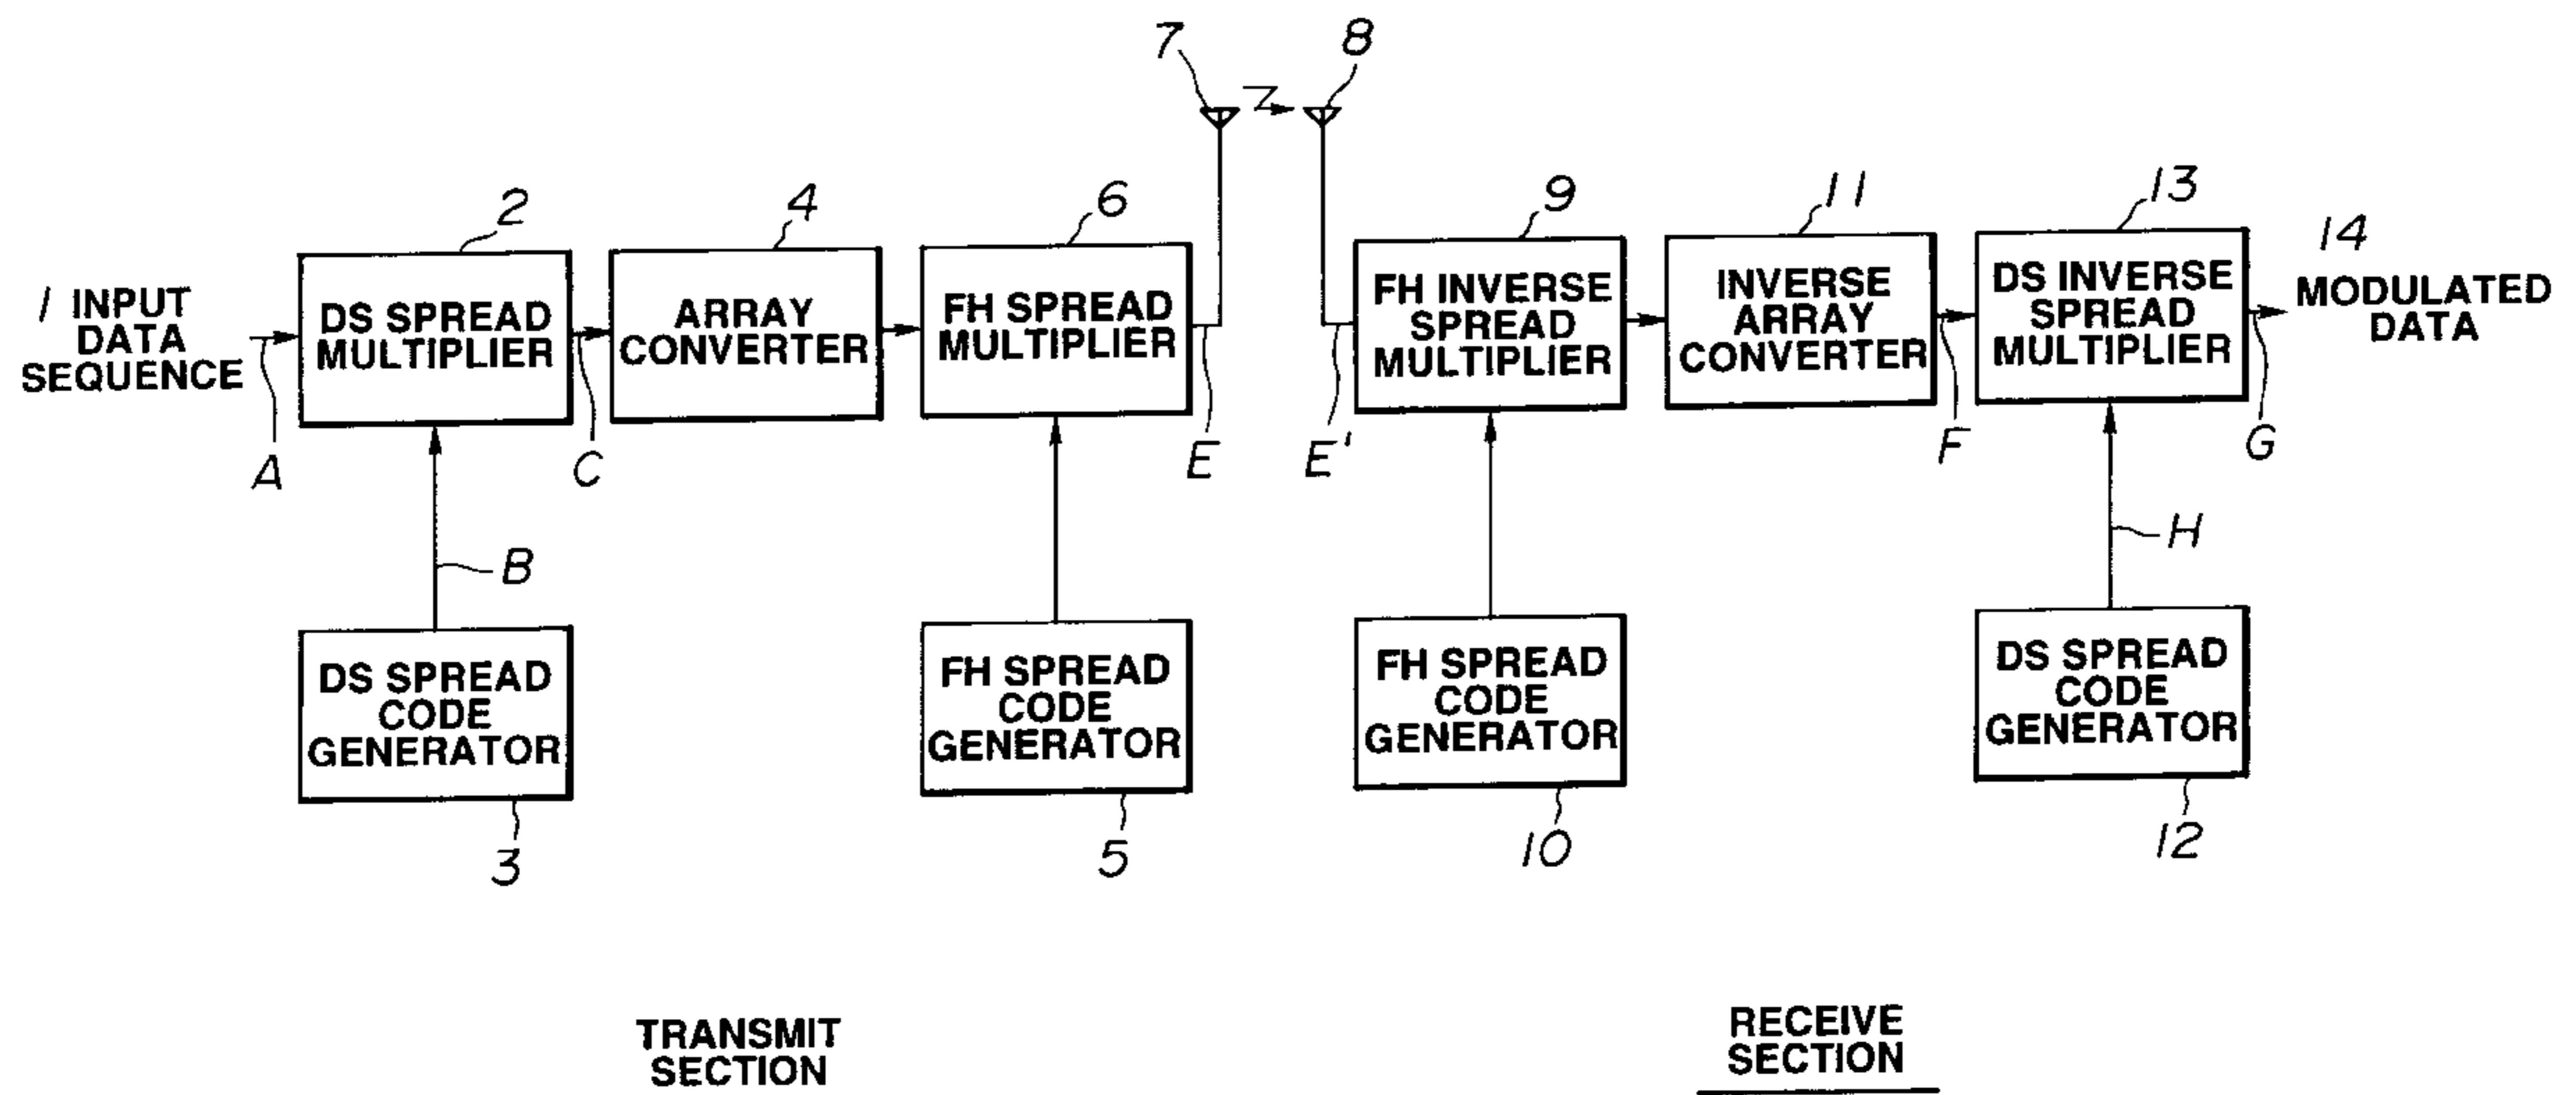 7
8
2
4
6
9
11
13
14
1 INPUT
DATA
SEQUENCE
DS SPREAD
MULTIPLIER
ARRAY
CONVERTER
FH SPREAD
MULTIPLIER
FH INVERSE
SPREAD
MULTIPLIER
INVERSE
ARRAY
CONVERTER
DS INVERSE
SPREAD
MULTIPLIER
MODULATED
DATA
A
C
E
E'
F
G
B
H
DS SPREAD
CODE
GENERATOR
FH SPREAD
CODE
GENERATOR
FH SPREAD
CODE
GENERATOR
DS SPREAD
CODE
GENERATOR
3
5
10
12
TRANSMIT
SECTION
RECEIVE
SECTION